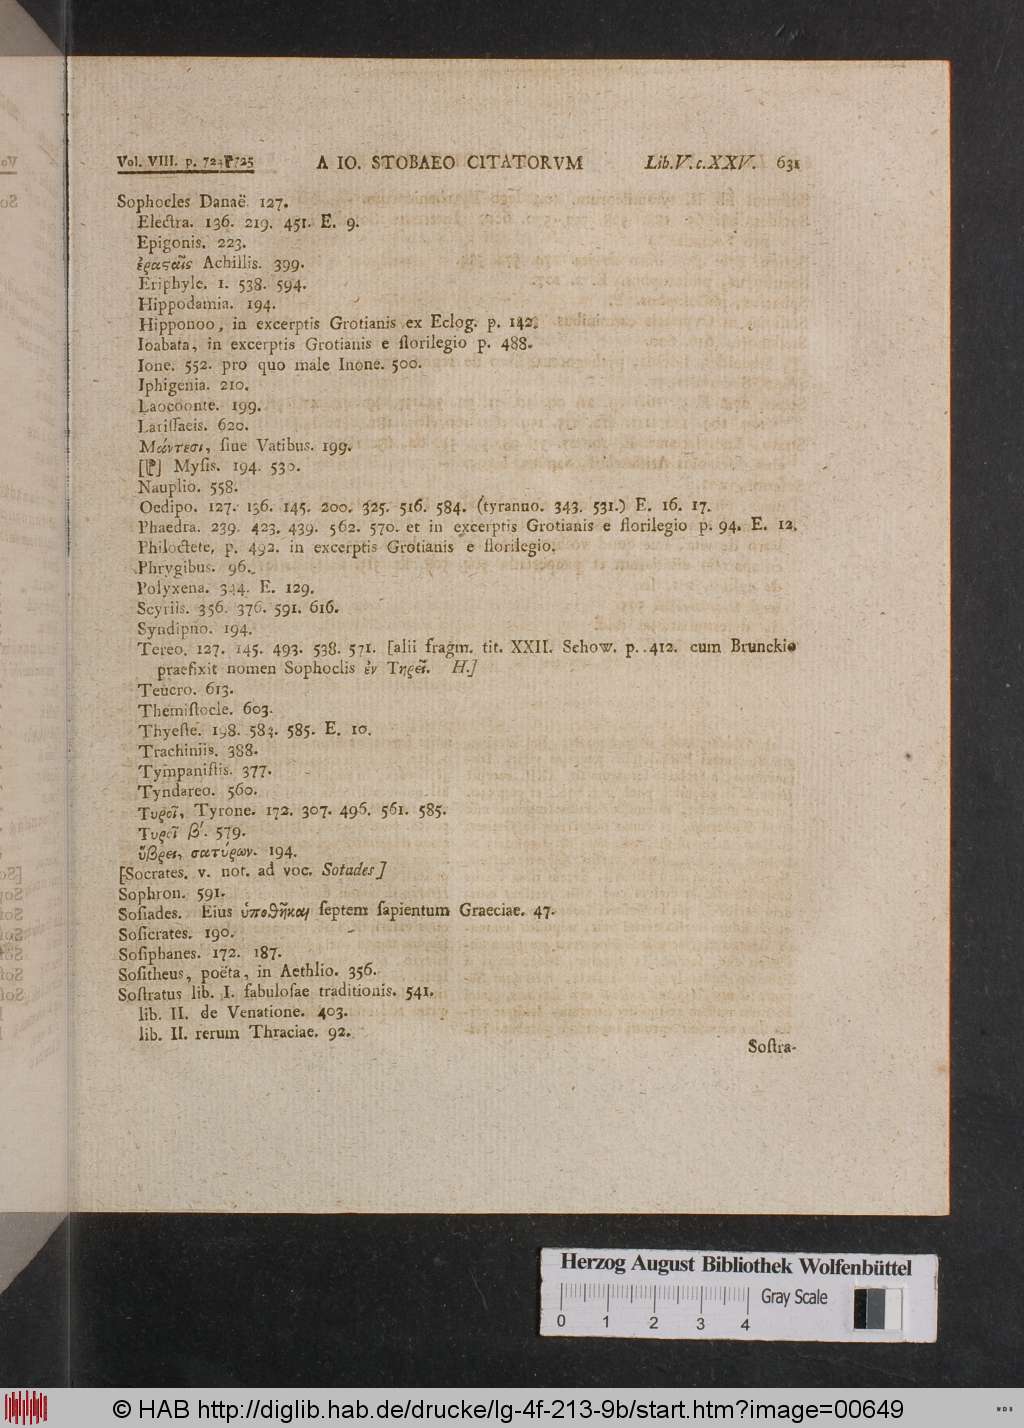 Vol. VIII. p. 724 725 A IO. STOBAEO CITATORVM Lib. V. c. XXV. 631
Sophocles Danaë. 127.
Electra. 136. 219. 451. E. 9.
Epigonis. 223.
ἐραϛαῖς Achillis. 399.
Eriphyle. 1. 538. 594.
Hippodamia. 194.
Hipponoo, in excerptis Grotianis ex Eclog. p. 142.
Ioabata, in excerptis Grotianis e florilegio p. 488.
Ione. 552. pro quo male Inone. 500.
Iphigenia. 210.
Laocoonte. 199.
Lariſſaeis. 620.
Μάντεσι, ſiue Vatibus. 199.
[] Myſis. 194. 530.
Nauplio. 558.
Oedipo. 127. 136. 145. 200. 325. 516. 584. (tyranno. 343. 531.) E. 16. 17.
Phaedra. 239. 423. 439. 562. 570. et in excerptis Grotianis e florilegio p. 94. E. 12.
Philoctete, p. 492. in excerptis Grotianis e florilegio.
Phrygibus. 96.
Polyxena. 344. E. 129.
Scyriis. 356. 376. 591. 616.
Syndipno. 194.
Tereo. 127. 145. 493. 538. 571. [alii fragm. tit. XXII. Schow. p. 412. cum Brunckio
praefixit nomen Sophoclis ἐν Τηρεῖ. H.]
Teucro. 613.
Themiſtocle. 603.
Thyeſte. 198. 583. 585. E. 10.
Trachiniis. 388.
Tympaniſtis. 377.
Tyndareo. 560.
Τυροῖ, Tyrone. 172. 307. 496. 561. 585.
Τυροῖ β´. 579.
ὕβρει, σατύρων. 194.
[Socrates. v. not. ad voc. Sotades]
Sophron. 591.
Soſiades. Eius ὑποθῆκαι ſeptem ſapientum Graeciae. 47.
Soſicrates. 190.
Soſiphanes. 172. 187.
Soſitheus, poëta, in Aethlio. 356.
Soſtratus lib. I. fabuloſae traditionis. 541.
lib. II. de Venatione. 403.
lib. II. rerum Thraciae. 92.
Soſtra-
Herzog August Bibliothek Wolfenbüttel
Gray Scale
0 1 2 3 4
© HAB http://diglib.hab.de/drucke/lg-4f-213-9b/start.htm?image=00649